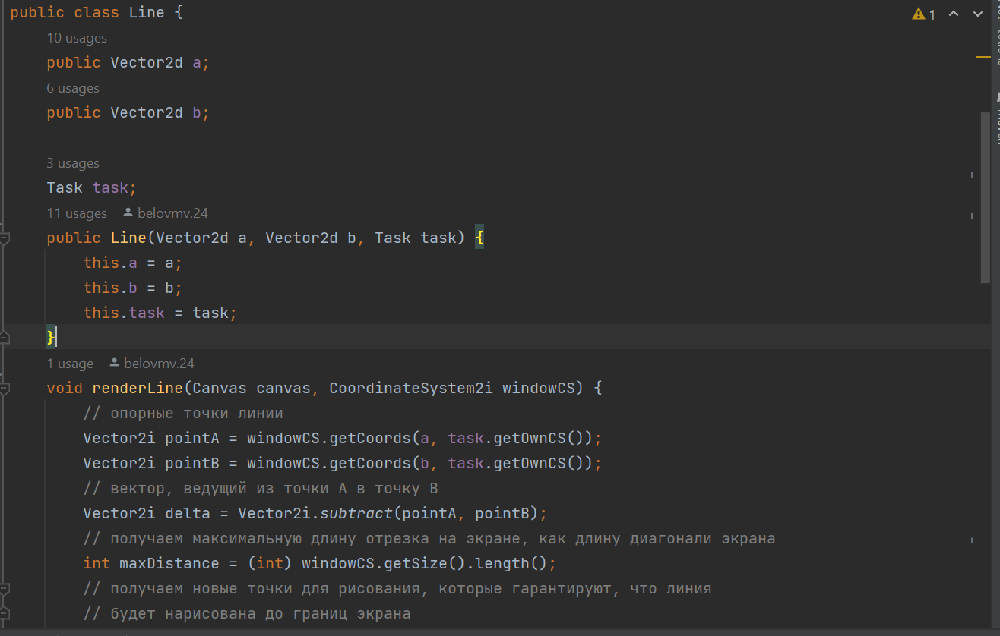 public class Line {
1
10 usages
public Vector2d a;
6 usages
public Vector2d b;
3 usages
Task task;
11 usages belovmv.24
public Line(Vector2d a, Vector2d b, Task task) {
this.a = a;
this.b = b;
this.task = task;
}
1 usage belovmv.24
void renderLine(Canvas canvas, CoordinateSystem2i windowCS) {
// опорные точки линии
Vector2i pointA = windowCS.getCoords(a, task.getOwnCS());
Vector2i pointB = windowCS.getCoords(b, task.getOwnCS());
// вектор, ведущий из точки A в точку B
Vector2i delta = Vector2i.subtract(pointA, pointB);
// получаем максимальную длину отрезка на экране, как длину диагонали экрана
int maxDistance = (int) windowCS.getSize().length();
// получаем новые точки для рисования, которые гарантируют, что линия
// будет нарисована до границ экрана